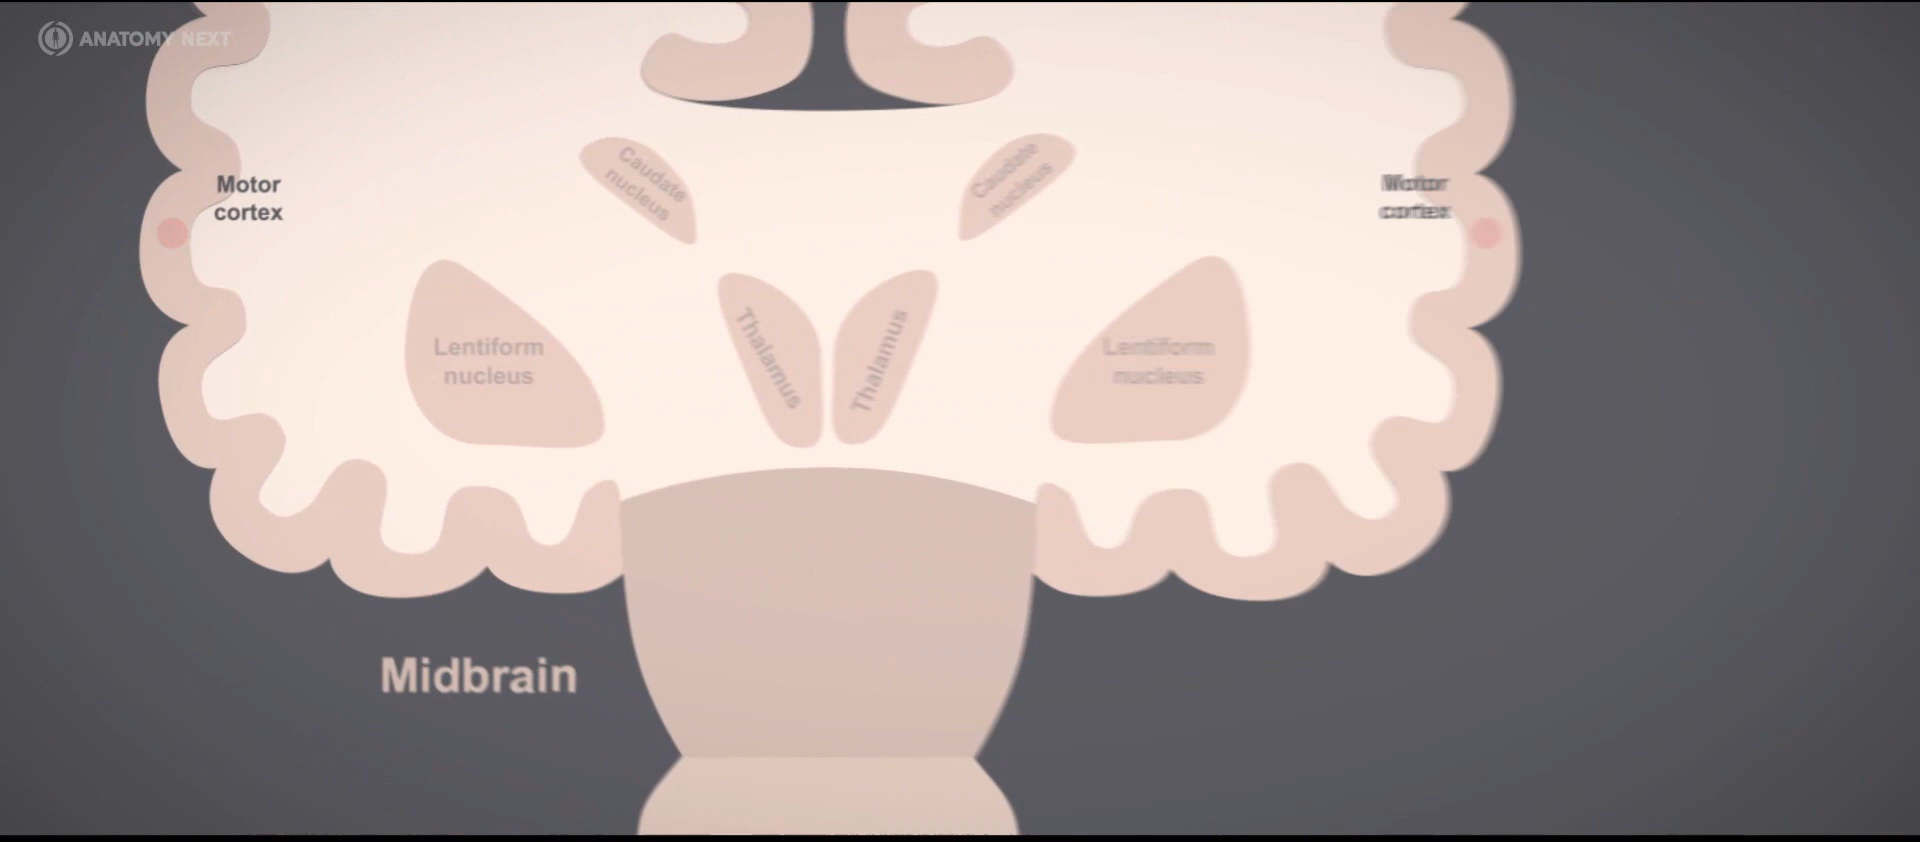 ANATOMY NEXT
Caudate
nucleus
Caudate
nucleus
Motor
cortex
Motor
cortex
Lentiform
nucleus
Thalamus
Thalamus
Lentiform
nucleus
Midbrain